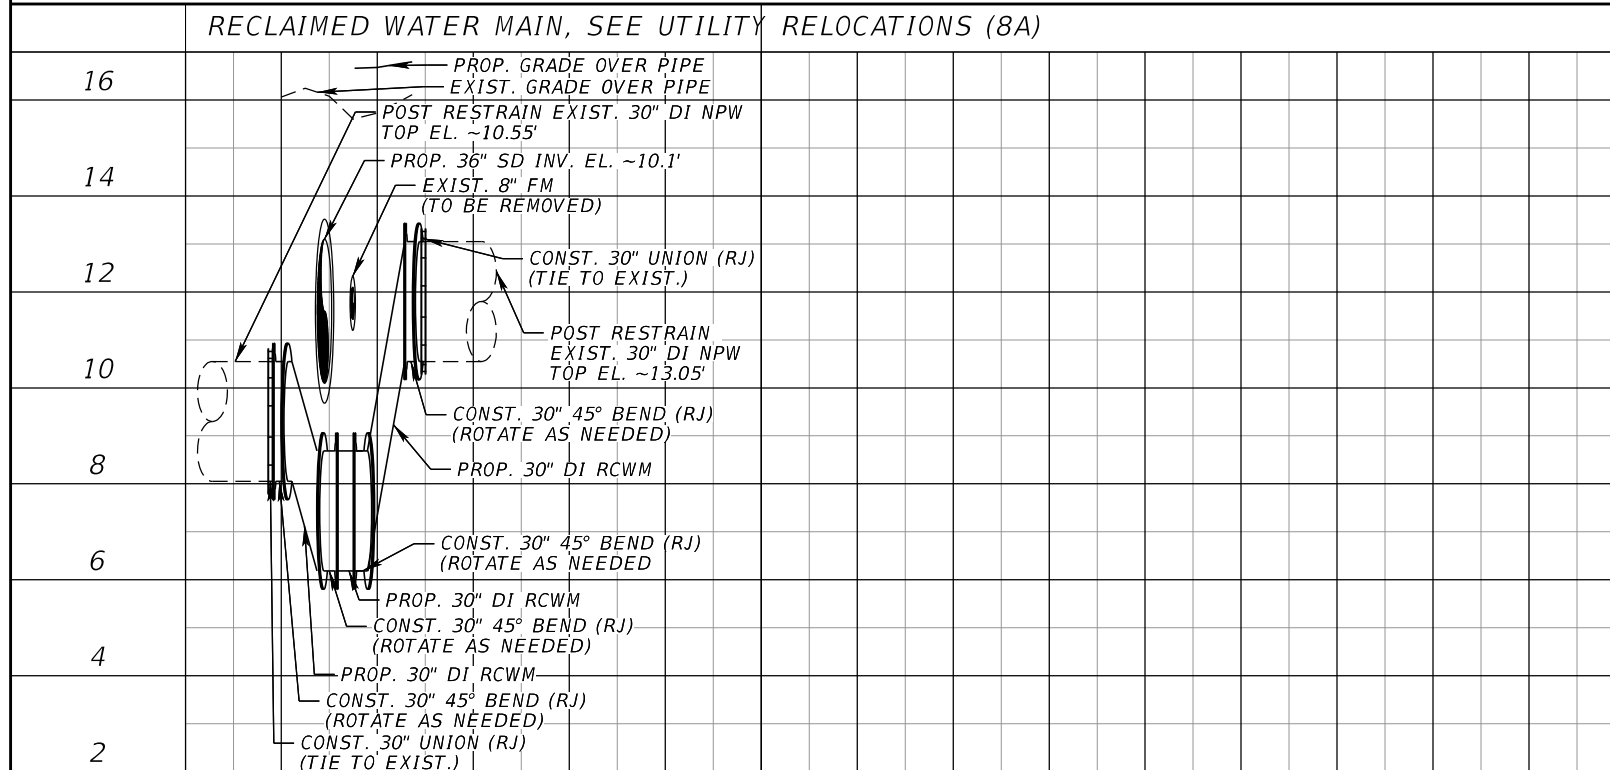 RECLAIMED WATER MAIN, SEE UTILITY RELOCATIONS (8A)
16
PROP. GRADE OVER PIPE
EXIST. GRADE OVER PIPE
POST RESTRAIN EXIST. 30" DI NPW
TOP EL. ~10.55'
PROP. 36" SD INV. EL. ~10.1'
14
EXIST. 8" FM
(TO BE REMOVED)
CONST. 30" UNION (RJ)
(TIE TO EXIST.)
12
POST RESTRAIN
EXIST. 30" DI NPW
TOP EL. ~13.05'
10
CONST. 30" 45° BEND (RJ)
(ROTATE AS NEEDED)
PROP. 30" DI RCWM
8
CONST. 30" 45° BEND (RJ)
(ROTATE AS NEEDED
6
PROP. 30" DI RCWM
CONST. 30" 45° BEND (RJ)
(ROTATE AS NEEDED)
4
PROP. 30" DI RCWM
CONST. 30" 45° BEND (RJ)
(ROTATE AS NEEDED)
CONST. 30" UNION (RJ)
(TIE TO EXIST.)
2